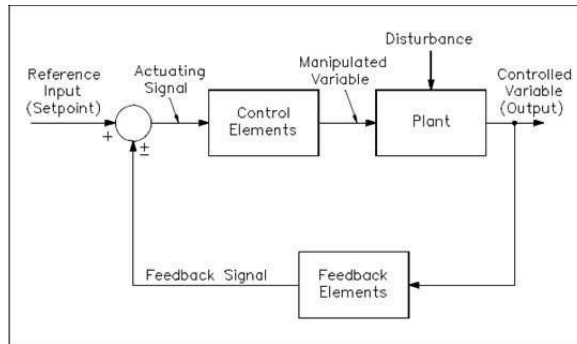 Disturbance
Reference
Input
(Setpoint)
Actuating
Signal
Manipulated
Variable
Controlled
Variable
(Output)
Control
Elements
Plant
+
±
Feedback Signal
Feedback
Elements